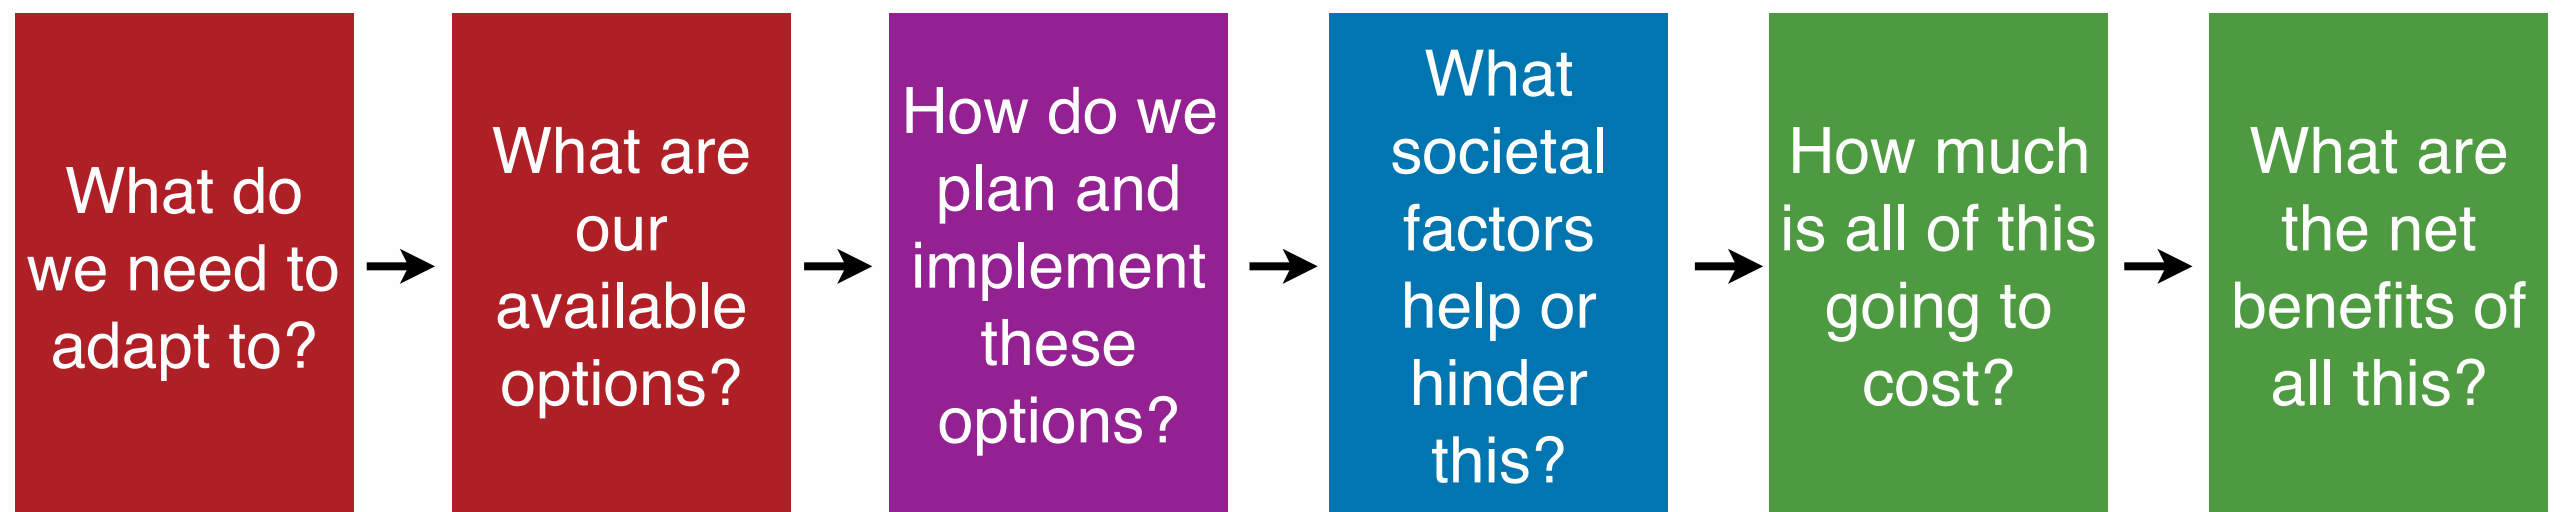 What do
we need to
adapt to?
What are
our
available
options?
How do we
plan and
implement
these
options?
What
societal
factors
help or
hinder
this?
How much
is all of this
going to
cost?
What are
the net
benefits of
all this?